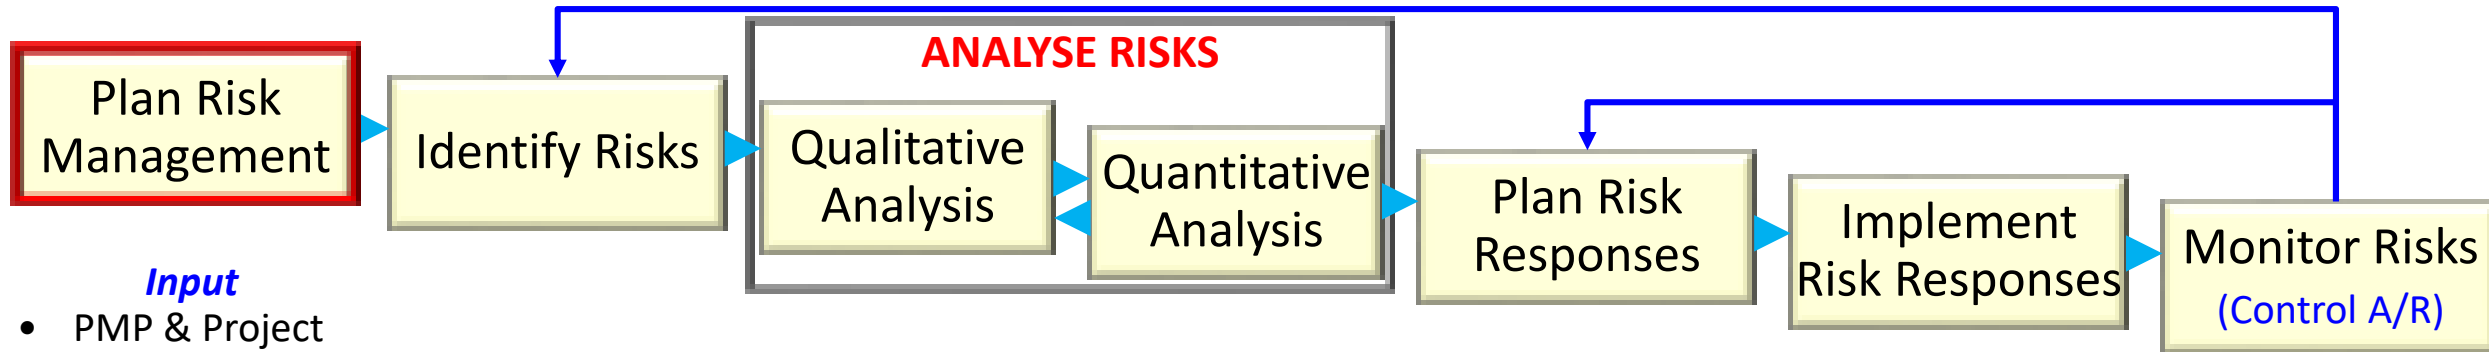 ANALYSE RISKS
Plan Risk
Management
Identify Risks
Qualitative
Analysis
Quantitative
Analysis
Plan Risk
Responses
Implement
Risk Responses
Monitor Risks
(Control A/R)
Input
• PMP & Project